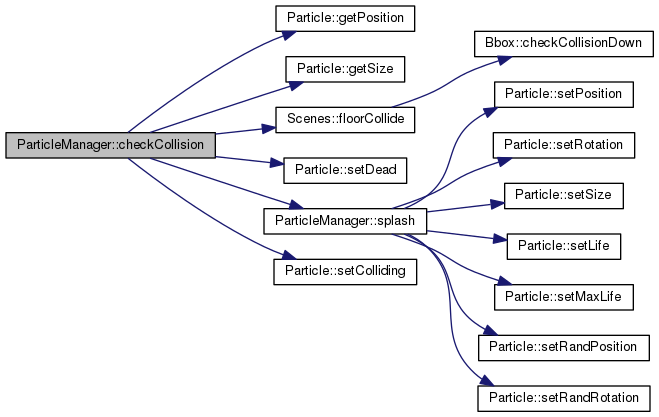 Particle::getPosition
Bbox::checkCollisionDown
Particle::getSize
Particle::setPosition
Scenes::floorCollide
ParticleManager::checkCollision
Particle::setRotation
Particle::setDead
Particle::setSize
ParticleManager::splash
Particle::setLife
Particle::setColliding
Particle::setMaxLife
Particle::setRandPosition
Particle::setRandRotation